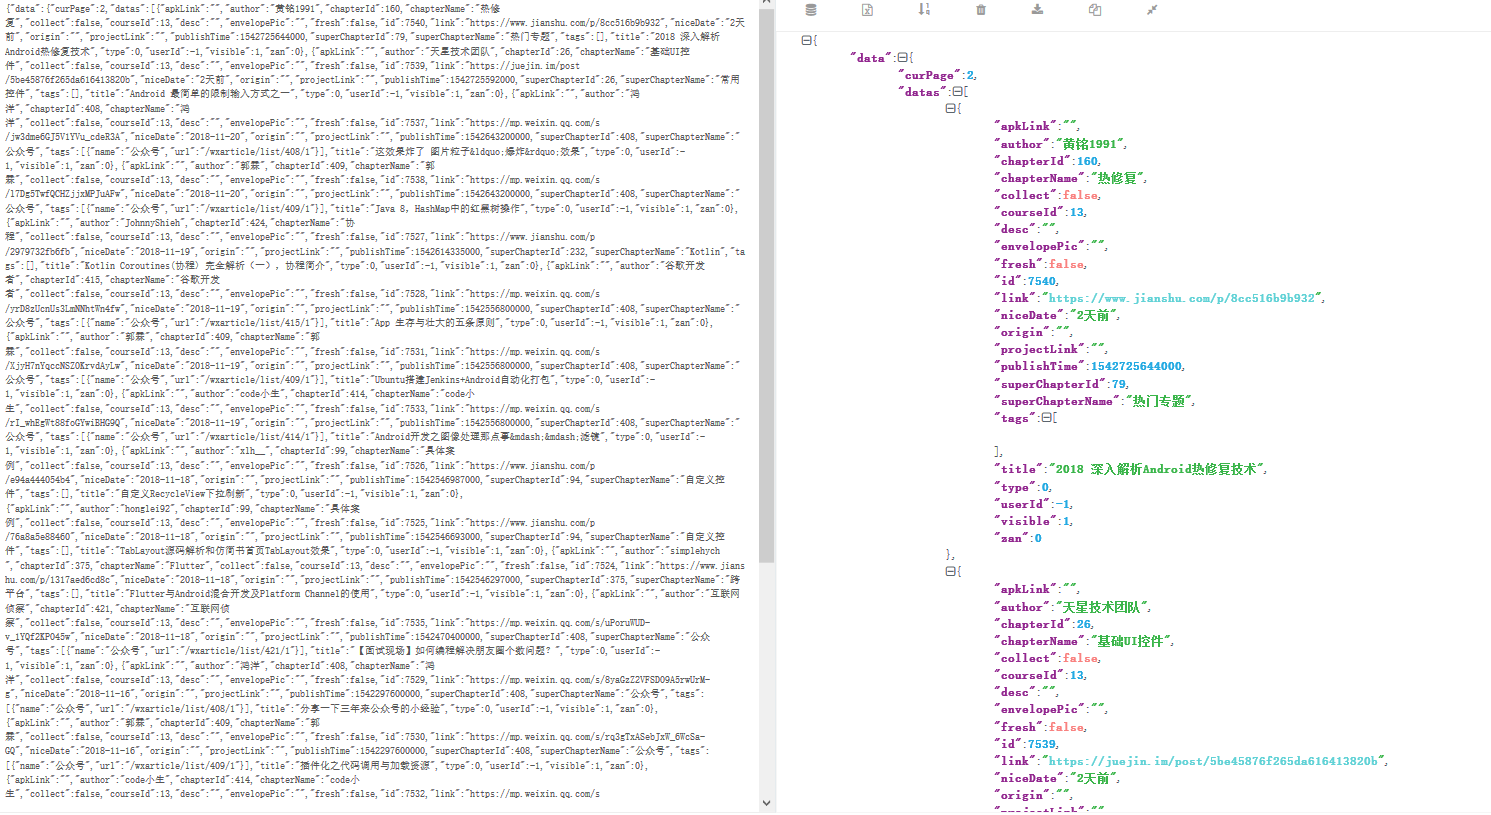 {"data":{"curPage":2,"datas":[{"apkLink":"","author":"黄铭1991","chapterId":160,"chapterName":"热修
复","collect":false,"courseId":13,"desc":"","envelopePic":"","fresh":false,"id":7540,"link":"https://www.jianshu.com/p/8cc516b9b932","niceDate":"2天
前","origin":"","projectLink":"","publishTime":1542725644000,"superChapterId":79,"superChapterName":"热门专题","tags":[],"title":"2018 深入解析
Android热修复技术","type":0,"userId":-1,"visible":1,"zan":0},{"apkLink":"","author":"天星技术团队","chapterId":26,"chapterName":"基础UI控
件","collect":false,"courseId":13,"desc":"","envelopePic":"","fresh":false,"id":7539,"link":"https://juejin.im/post
/5be45876f265da616413820b","niceDate":"2天前","origin":"","projectLink":"","publishTime":1542725592000,"superChapterId":26,"superChapterName":"常用
控件","tags":[],"title":"Android 最简单的限制输入方式之一","type":0,"userId":-1,"visible":1,"zan":0},{"apkLink":"","author":"鸿
洋","chapterId":408,"chapterName":"鸿
洋","collect":false,"courseId":13,"desc":"","envelopePic":"","fresh":false,"id":7537,"link":"https://mp.weixin.qq.com/s
/jw3dme6GJ5V1YVu_cdeR3A","niceDate":"2018-11-20","origin":"","projectLink":"","publishTime":1542643200000,"superChapterId":408,"superChapterName":"
公众号","tags":[{"name":"公众号","url":"/wxarticle/list/408/1"}],"title":"这效果炸了 图片粒子&ldquo;爆炸&rdquo;效果","type":0,"userId":-
1,"visible":1,"zan":0},{"apkLink":"","author":"郭霖","chapterId":409,"chapterName":"郭
霖","collect":false,"courseId":13,"desc":"","envelopePic":"","fresh":false,"id":7538,"link":"https://mp.weixin.qq.com/s
/l7Dg5TwfQCHZjjxMPJuAFw","niceDate":"2018-11-20","origin":"","projectLink":"","publishTime":1542643200000,"superChapterId":408,"superChapterName":"
公众号","tags":[{"name":"公众号","url":"/wxarticle/list/409/1"}],"title":"Java 8，HashMap中的红黑树操作","type":0,"userId":-1,"visible":1,"zan":0},
{"apkLink":"","author":"JohnnyShieh","chapterId":424,"chapterName":"协
程","collect":false,"courseId":13,"desc":"","envelopePic":"","fresh":false,"id":7527,"link":"https://www.jianshu.com/p
/2979732fb6fb","niceDate":"2018-11-19","origin":"","projectLink":"","publishTime":1542614335000,"superChapterId":232,"superChapterName":"Kotlin","ta
gs":[],"title":"Kotlin Coroutines(协程) 完全解析（一），协程简介","type":0,"userId":-1,"visible":1,"zan":0},{"apkLink":"","author":"谷歌开发
者","chapterId":415,"chapterName":"谷歌开发
者","collect":false,"courseId":13,"desc":"","envelopePic":"","fresh":false,"id":7528,"link":"https://mp.weixin.qq.com/s
/yrD8zUcnUs3LmNNhtWn4fw","niceDate":"2018-11-19","origin":"","projectLink":"","publishTime":1542556800000,"superChapterId":408,"superChapterName":"
公众号","tags":[{"name":"公众号","url":"/wxarticle/list/415/1"}],"title":"App 生存与壮大的五条原则","type":0,"userId":-1,"visible":1,"zan":0},
{"apkLink":"","author":"郭霖","chapterId":409,"chapterName":"郭
霖","collect":false,"courseId":13,"desc":"","envelopePic":"","fresh":false,"id":7531,"link":"https://mp.weixin.qq.com/s
/XjyH7nYqccNSZOKrvdAyLw","niceDate":"2018-11-19","origin":"","projectLink":"","publishTime":1542556800000,"superChapterId":408,"superChapterName":"
公众号","tags":[{"name":"公众号","url":"/wxarticle/list/409/1"}],"title":"Ubuntu搭建Jenkins+Android自动化打包","type":0,"userId":-
1,"visible":1,"zan":0},{"apkLink":"","author":"code小生","chapterId":414,"chapterName":"code小
生","collect":false,"courseId":13,"desc":"","envelopePic":"","fresh":false,"id":7533,"link":"https://mp.weixin.qq.com/s
/rI_whEgWt88foGYwiBHG9Q","niceDate":"2018-11-19","origin":"","projectLink":"","publishTime":1542556800000,"superChapterId":408,"superChapterName":"
公众号","tags":[{"name":"公众号","url":"/wxarticle/list/414/1"}],"title":"Android开发之图像处理那点事&mdash;&mdash;滤镜","type":0,"userId":-
1,"visible":1,"zan":0},{"apkLink":"","author":"xlh__","chapterId":99,"chapterName":"具体案
例","collect":false,"courseId":13,"desc":"","envelopePic":"","fresh":false,"id":7526,"link":"https://www.jianshu.com/p
/e94a444054b4","niceDate":"2018-11-18","origin":"","projectLink":"","publishTime":1542546987000,"superChapterId":94,"superChapterName":"自定义控
件","tags":[],"title":"自定义RecycleView下拉刷新","type":0,"userId":-1,"visible":1,"zan":0},
{"apkLink":"","author":"honglei92","chapterId":99,"chapterName":"具体案
例","collect":false,"courseId":13,"desc":"","envelopePic":"","fresh":false,"id":7525,"link":"https://www.jianshu.com/p
/76a8a5e88460","niceDate":"2018-11-18","origin":"","projectLink":"","publishTime":1542546693000,"superChapterId":94,"superChapterName":"自定义控
件","tags":[],"title":"TabLayout源码解析和仿简书首页TabLayout效果","type":0,"userId":-1,"visible":1,"zan":0},{"apkLink":"","author":"simplehych
","chapterId":375,"chapterName":"Flutter","collect":false,"courseId":13,"desc":"","envelopePic":"","fresh":false,"id":7524,"link":"https://www.jians
hu.com/p/1317aed6cd8c","niceDate":"2018-11-18","origin":"","projectLink":"","publishTime":1542546297000,"superChapterId":375,"superChapterName":"跨
平台","tags":[],"title":"Flutter与Android混合开发及Platform Channel的使用","type":0,"userId":-1,"visible":1,"zan":0},{"apkLink":"","author":"互联网
侦察","chapterId":421,"chapterName":"互联网侦
察","collect":false,"courseId":13,"desc":"","envelopePic":"","fresh":false,"id":7535,"link":"https://mp.weixin.qq.com/s/uPoruWUD-
v_1YQf2KPO45w","niceDate":"2018-11-18","origin":"","projectLink":"","publishTime":1542470400000,"superChapterId":408,"superChapterName":"公众
号","tags":[{"name":"公众号","url":"/wxarticle/list/421/1"}],"title":"【面试现场】如何编程解决朋友圈个数问题？","type":0,"userId":-
1,"visible":1,"zan":0},{"apkLink":"","author":"鸿洋","chapterId":408,"chapterName":"鸿
洋","collect":false,"courseId":13,"desc":"","envelopePic":"","fresh":false,"id":7529,"link":"https://mp.weixin.qq.com/s/8yaGzZ2VFSDO9A5rwUrM-
g","niceDate":"2018-11-16","origin":"","projectLink":"","publishTime":1542297600000,"superChapterId":408,"superChapterName":"公众号","tags":
[{"name":"公众号","url":"/wxarticle/list/408/1"}],"title":"分享一下三年来公众号的小经验","type":0,"userId":-1,"visible":1,"zan":0},
{"apkLink":"","author":"郭霖","chapterId":409,"chapterName":"郭
霖","collect":false,"courseId":13,"desc":"","envelopePic":"","fresh":false,"id":7530,"link":"https://mp.weixin.qq.com/s/rq3gTxASebJxW_6WcSa-
GQ","niceDate":"2018-11-16","origin":"","projectLink":"","publishTime":1542297600000,"superChapterId":408,"superChapterName":"公众号","tags":
[{"name":"公众号","url":"/wxarticle/list/409/1"}],"title":"插件化之代码调用与加载资源","type":0,"userId":-1,"visible":1,"zan":0},
{"apkLink":"","author":"code小生","chapterId":414,"chapterName":"code小
生","collect":false,"courseId":13,"desc":"","envelopePic":"","fresh":false,"id":7532,"link":"https://mp.weixin.qq.com/s
{
"data":{
"curPage":2,
"datas":[
{
"apkLink":"",
"author":"黄铭1991",
"chapterId":160,
"chapterName":"热修复",
"collect":false,
"courseId":13,
"desc":"",
"envelopePic":"",
"fresh":false,
"id":7540,
"link":"https://www.jianshu.com/p/8cc516b9b932",
"niceDate":"2天前",
"origin":"",
"projectLink":"",
"publishTime":1542725644000,
"superChapterId":79,
"superChapterName":"热门专题",
"tags":[
],
"title":"2018 深入解析Android热修复技术",
"type":0,
"userId":-1,
"visible":1,
"zan":0
},
{
"apkLink":"",
"author":"天星技术团队",
"chapterId":26,
"chapterName":"基础UI控件",
"collect":false,
"courseId":13,
"desc":"",
"envelopePic":"",
"fresh":false,
"id":7539,
"link":"https://juejin.im/post/5be45876f265da616413820b",
"niceDate":"2天前",
"origin":"",
"projectLink":""